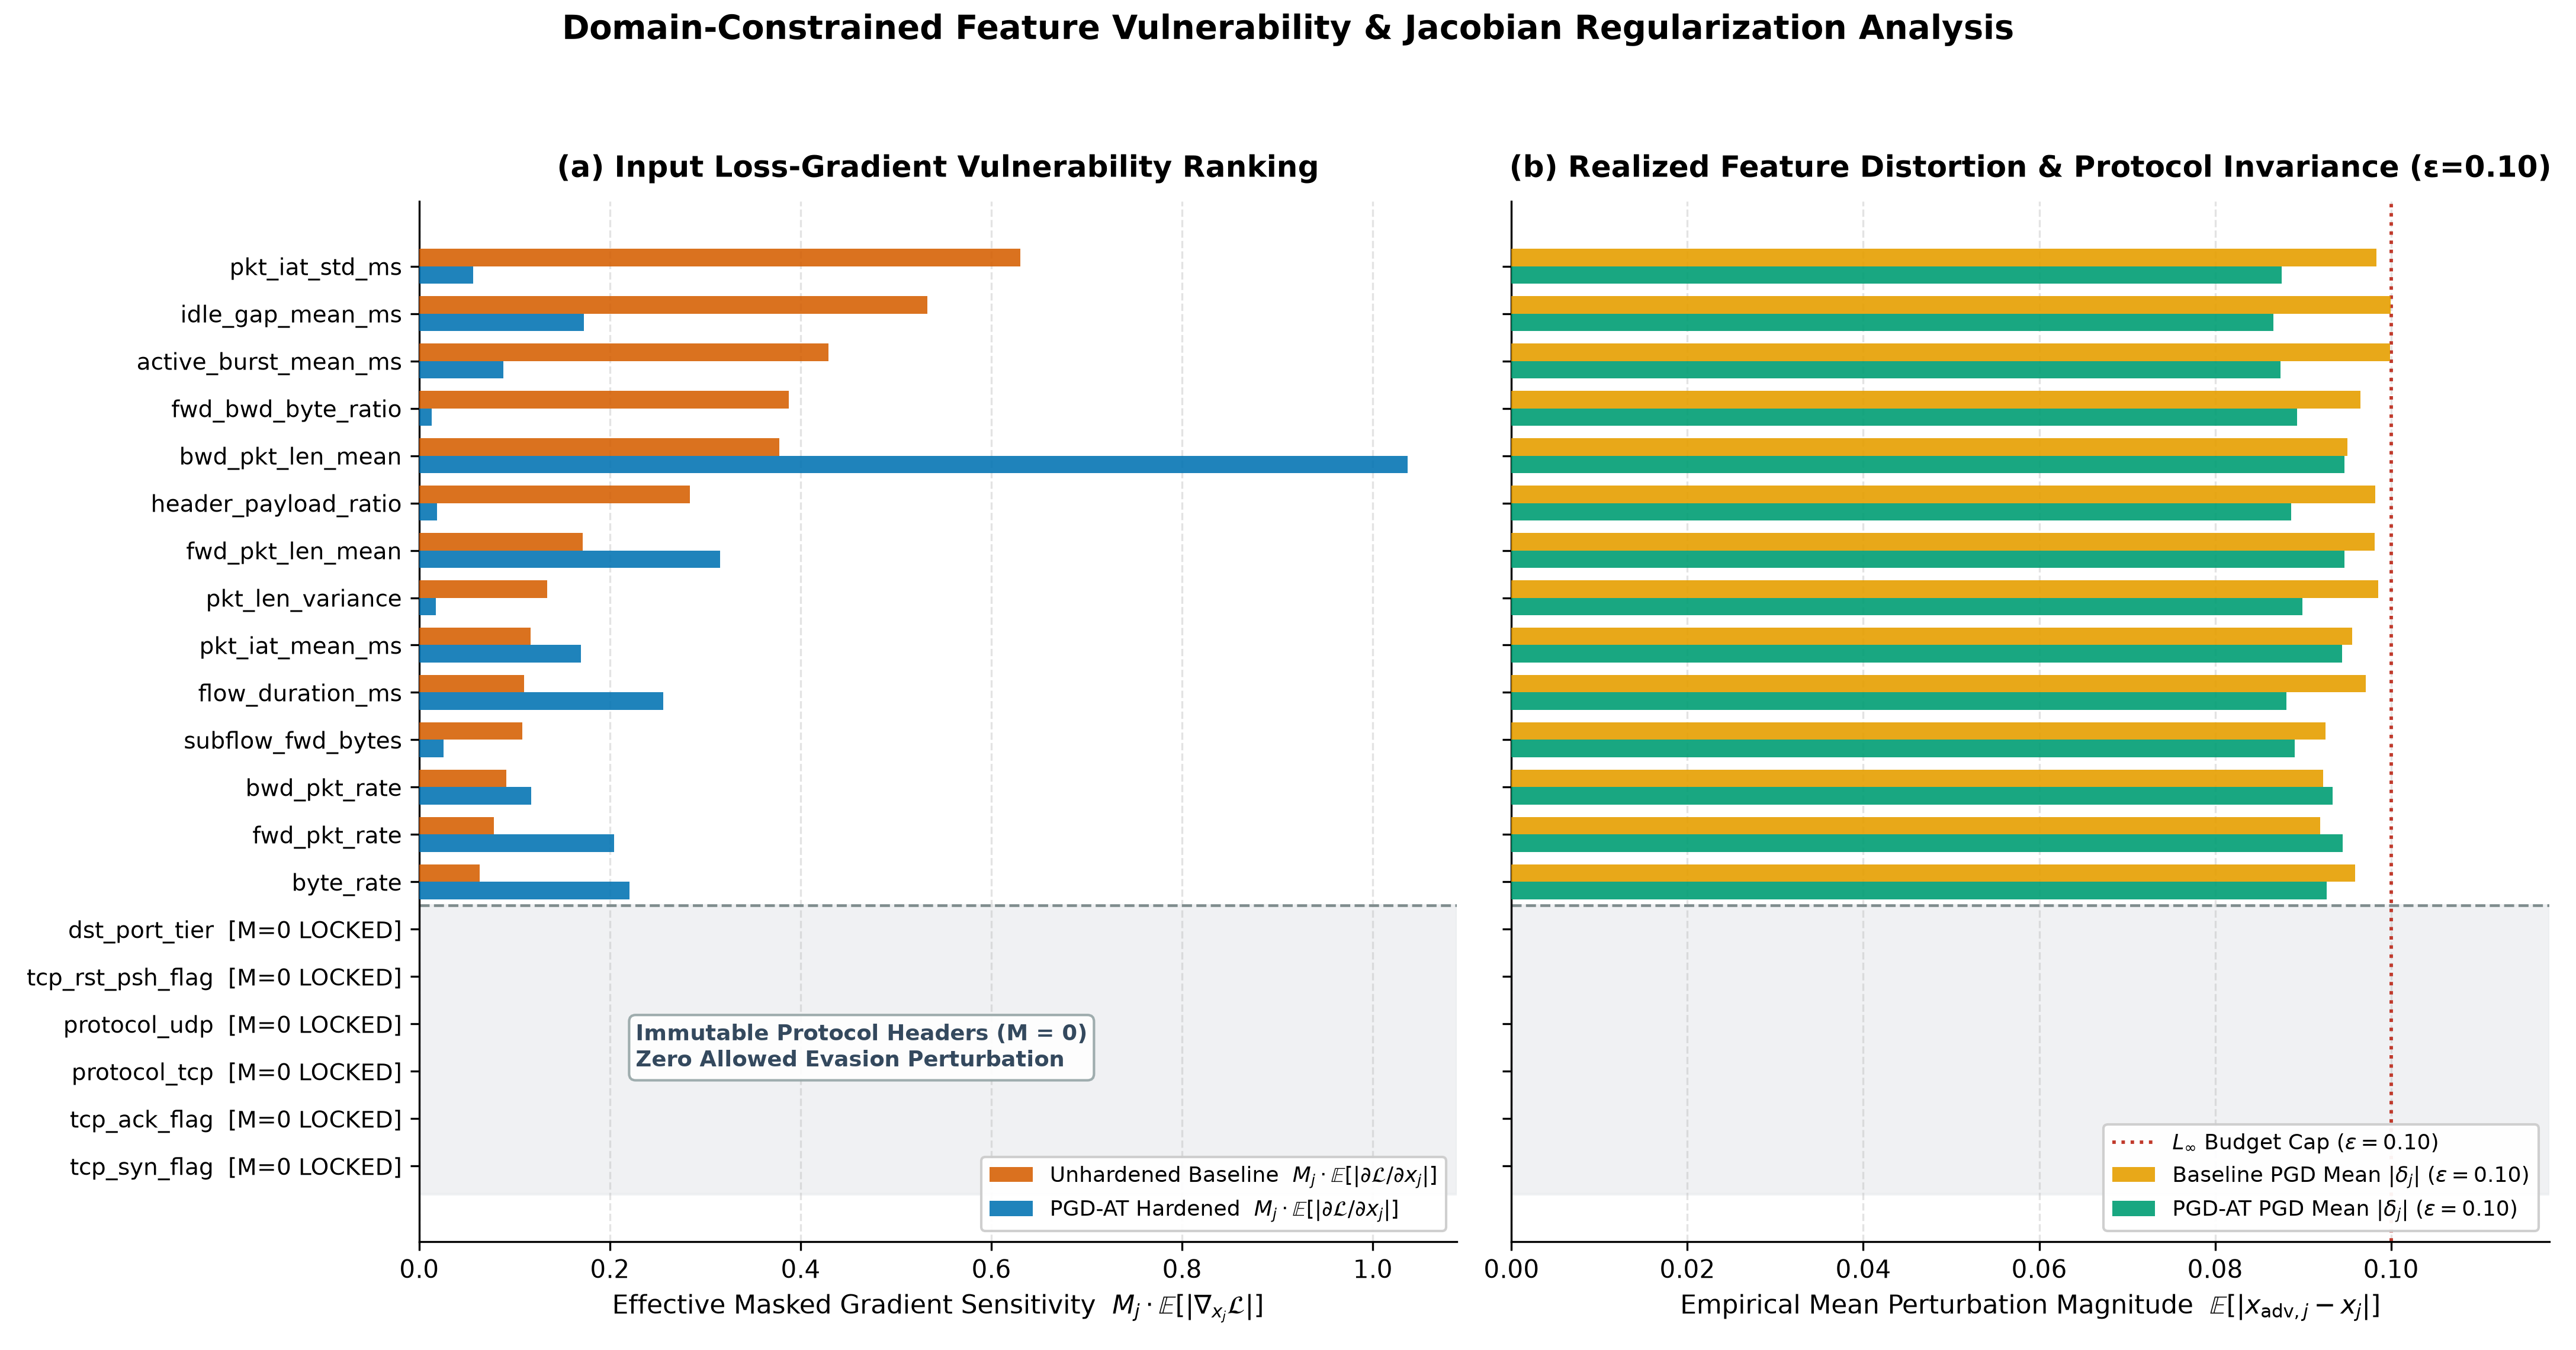 Domain-Constrained Feature Vulnerability & Jacobian Regularization Analysis
(a) Input Loss-Gradient Vulnerability Ranking
pkt_iat_std_ms
idle_gap_mean_ms
active_burst_mean_ms
fwd_bwd_byte_ratio
bwd_pkt_len_mean
header_payload_ratio
fwd_pkt_len_mean
pkt_len_variance
pkt_iat_mean_ms
flow_duration_ms
subflow_fwd_bytes
bwd_pkt_rate
fwd_pkt_rate
byte_rate
dst_port_tier [M=0 LOCKED]
tcp_rst_psh_flag [M=0 LOCKED]
protocol_udp [M=0 LOCKED]
protocol_tcp [M=0 LOCKED]
tcp_ack_flag [M=0 LOCKED]
tcp_syn_flag [M=0 LOCKED]
Immutable Protocol Headers (M = 0)
Zero Allowed Evasion Perturbation
Unhardened Baseline M_j · 𝔼[|∂ℒ/∂x_j|]
PGD-AT Hardened M_j · 𝔼[|∂ℒ/∂x_j|]
0.0 0.2 0.4 0.6 0.8 1.0
Effective Masked Gradient Sensitivity M_j · 𝔼[|∇_{x_j}ℒ|]
(b) Realized Feature Distortion & Protocol Invariance (ε=0.10)
L_∞ Budget Cap (ε = 0.10)
Baseline PGD Mean |δ_j| (ε = 0.10)
PGD-AT PGD Mean |δ_j| (ε = 0.10)
0.00 0.02 0.04 0.06 0.08 0.10
Empirical Mean Perturbation Magnitude 𝔼[|x_{adv, j} − x_j|]